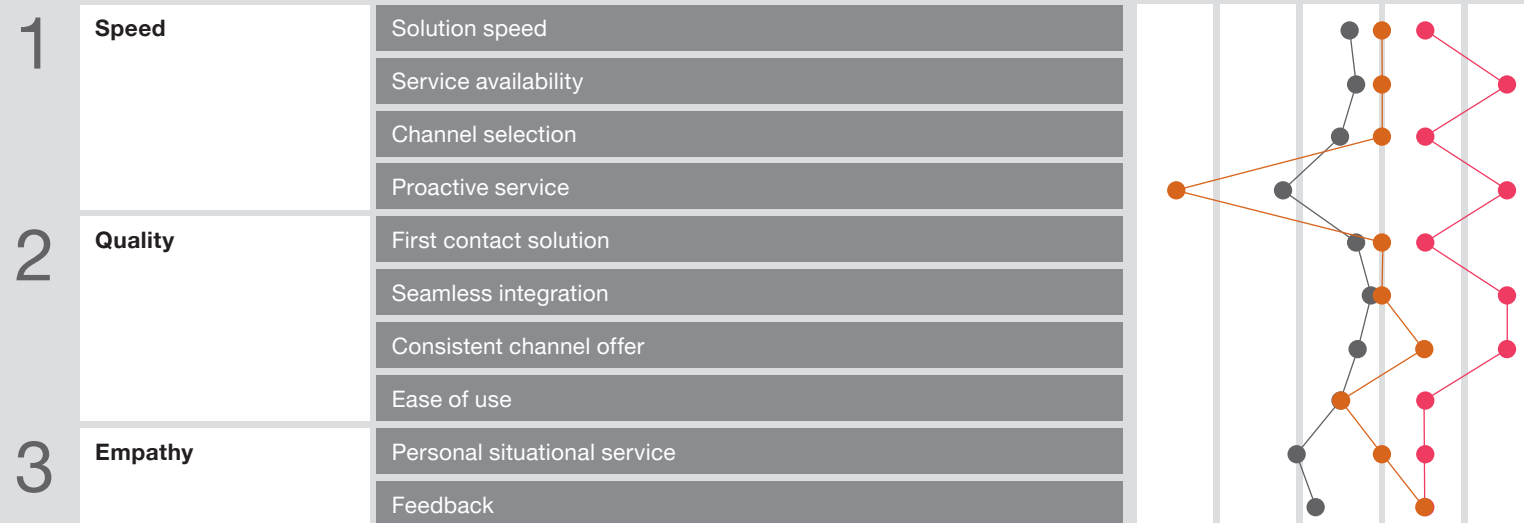 1
Speed
Solution speed
Service availability
Channel selection
Proactive service
2
Quality
First contact solution
Seamless integration
Consistent channel offer
Ease of use
3
Empathy
Personal situational service
Feedback